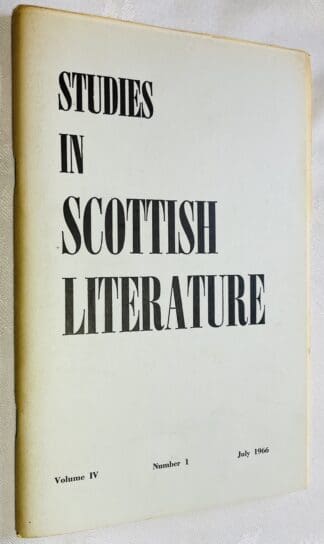 STUDIES
IN
SCOTTISH
LITERATURE
Volume IV Number 1 July 1966